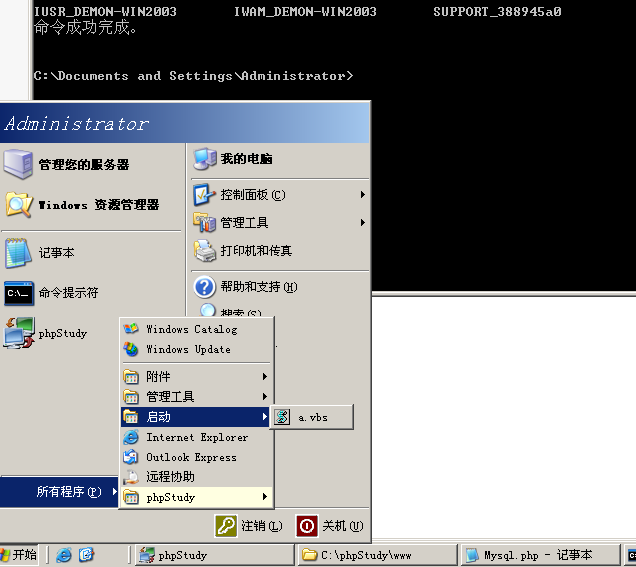 IUSR_DEMON-WIN2003 IWAM_DEMON-WIN2003 SUPPORT_388945a0
命令成功完成。
C:\Documents and Settings\Administrator>
Administrator
管理您的服务器
Windows 资源管理器
记事本
命令提示符
phpStudy
我的电脑
控制面板(C)
管理工具
打印机和传真
帮助和支持(H)
搜索(S)
Windows Catalog
Windows Update
附件
管理工具
启动
a.vbs
Internet Explorer
Outlook Express
远程协助
phpStudy
所有程序(P)
注销(L)
关机(U)
开始
phpStudy
C:\phpStudy\www
Mysql.php - 记事本